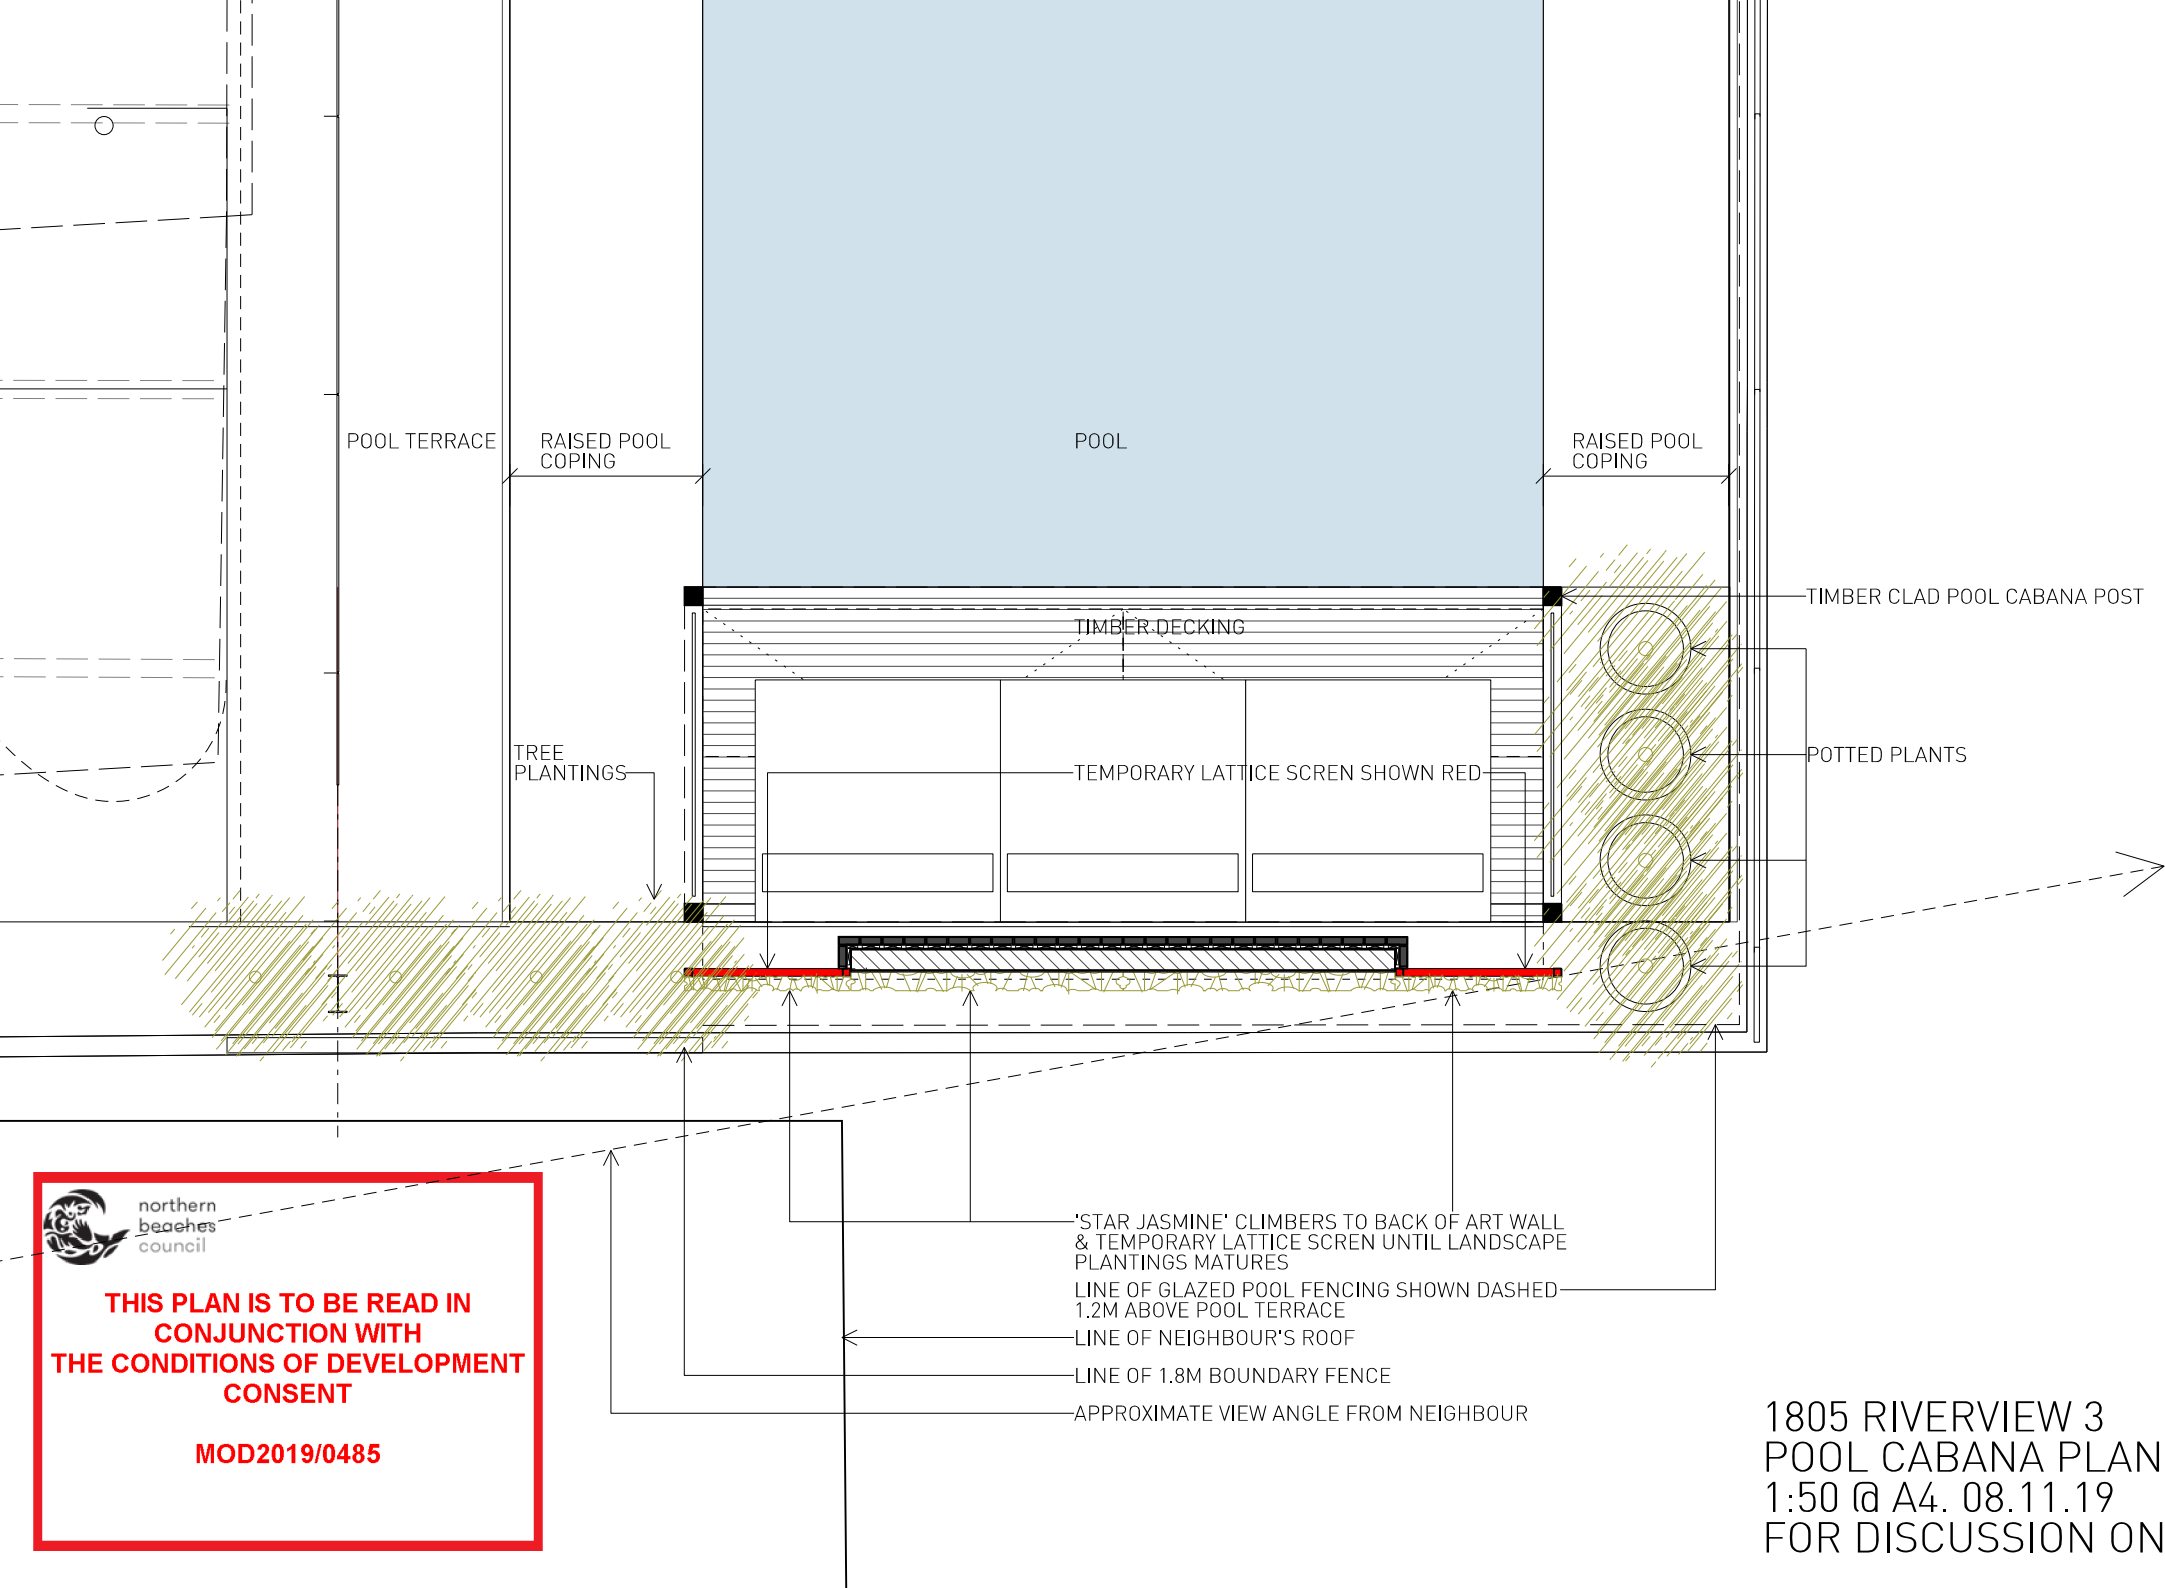 POOL TERRACE
RAISED POOL
COPING
POOL
RAISED POOL
COPING
TIMBER CLAD POOL CABANA POST
TIMBER DECKING
TREE
PLANTINGS
TEMPORARY LATTICE SCREN SHOWN RED
POTTED PLANTS
'STAR JASMINE' CLIMBERS TO BACK OF ART WALL
& TEMPORARY LATTICE SCREN UNTIL LANDSCAPE
PLANTINGS MATURES
LINE OF GLAZED POOL FENCING SHOWN DASHED
1.2M ABOVE POOL TERRACE
LINE OF NEIGHBOUR'S ROOF
LINE OF 1.8M BOUNDARY FENCE
APPROXIMATE VIEW ANGLE FROM NEIGHBOUR
northern
beaches
council
THIS PLAN IS TO BE READ IN
CONJUNCTION WITH
THE CONDITIONS OF DEVELOPMENT
CONSENT
MOD2019/0485
1805 RIVERVIEW 3
POOL CABANA PLAN
1:50 @ A4. 08.11.19
FOR DISCUSSION ON